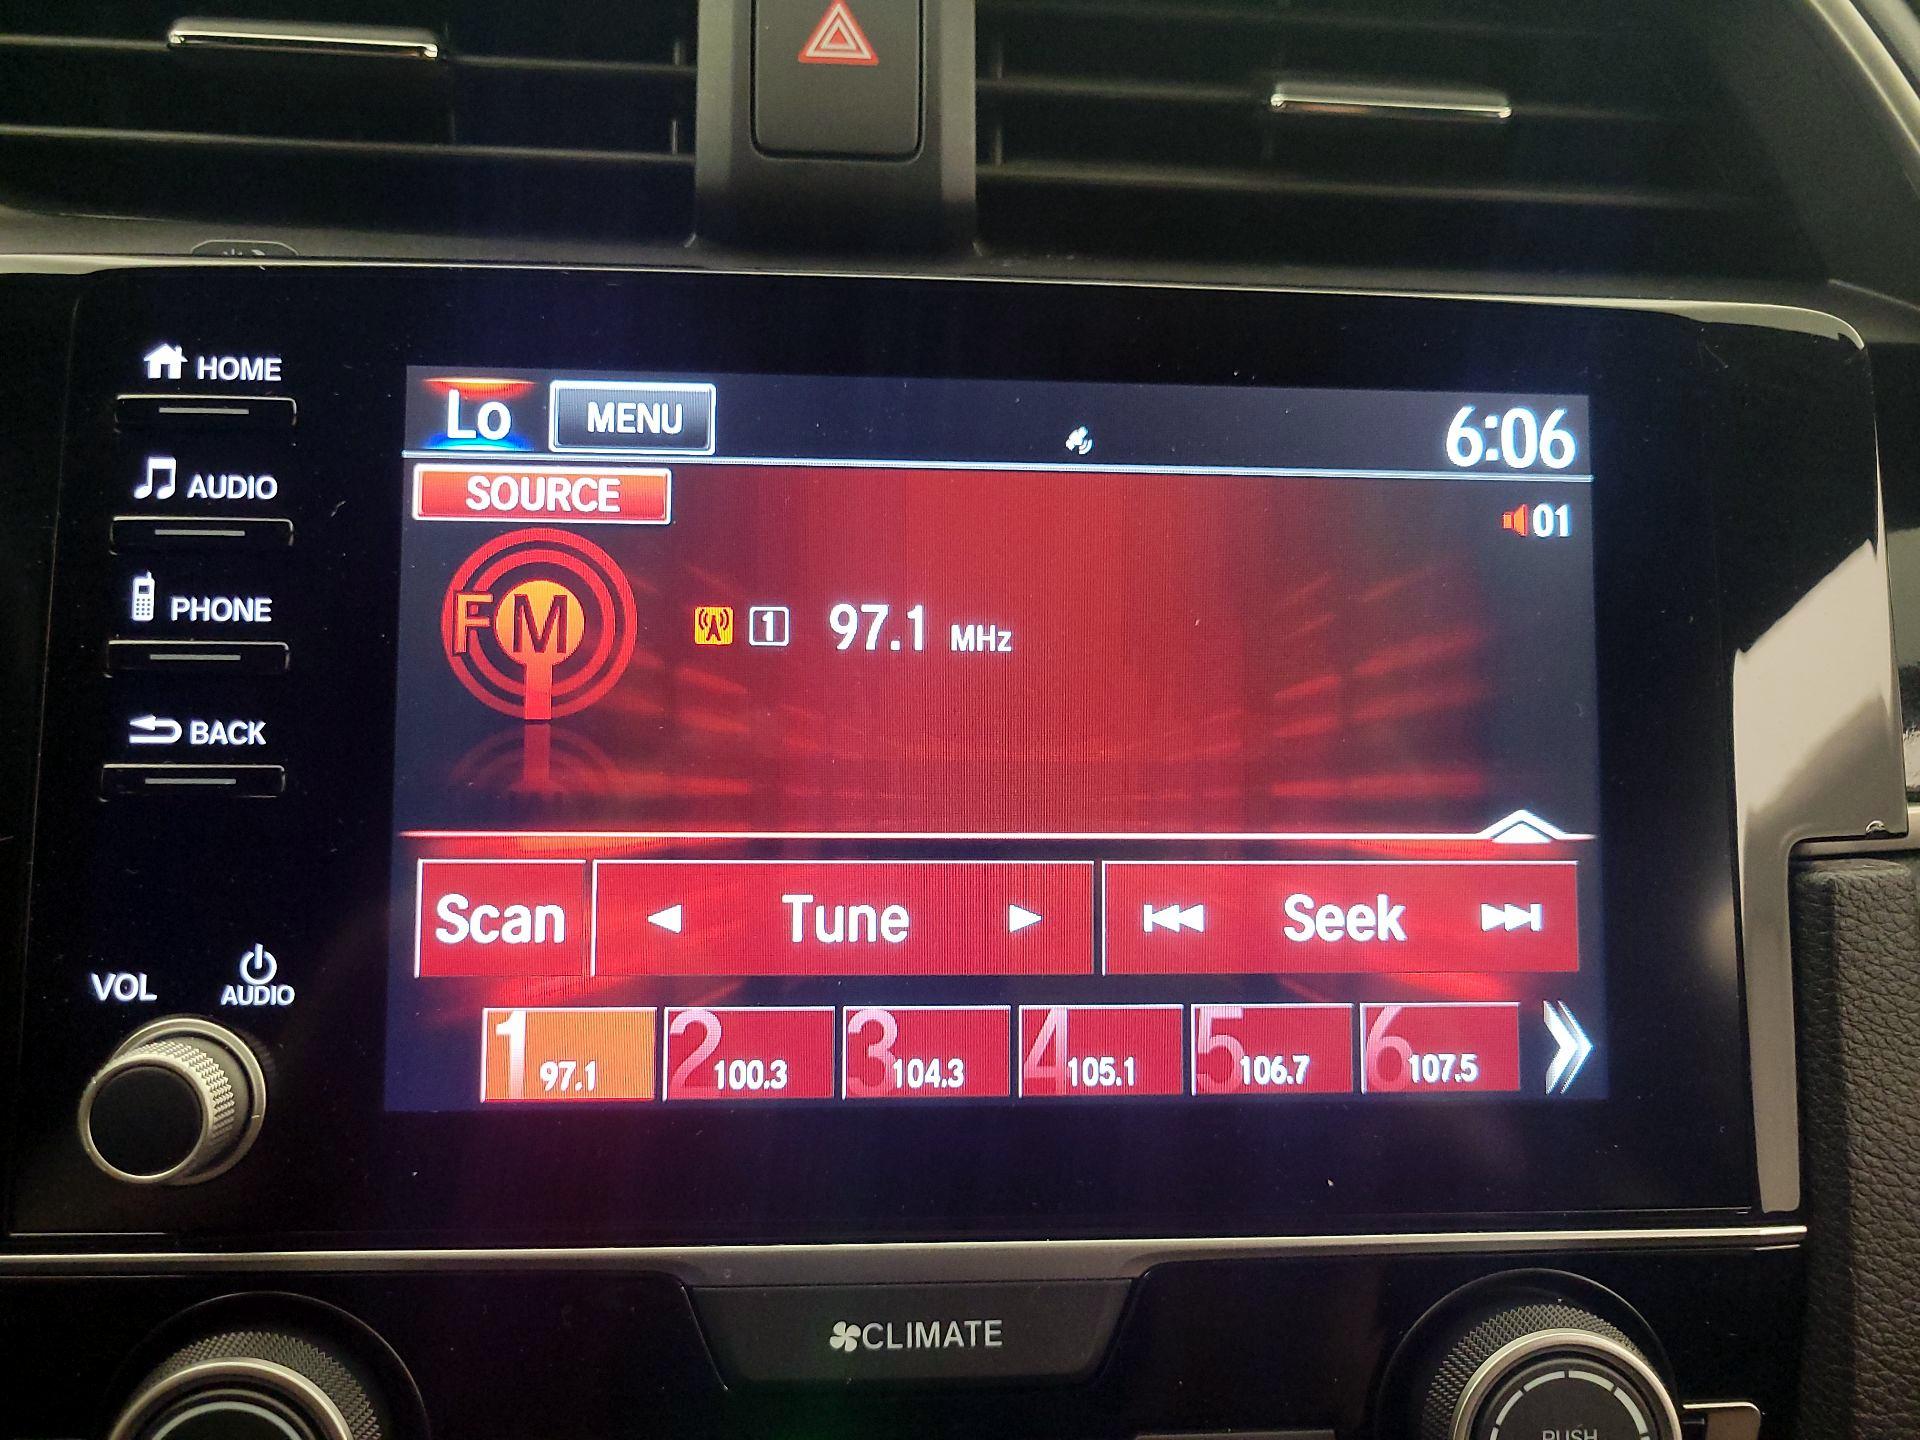 HOME
AUDIO
PHONE
BACK
VOL
AUDIO
Lo MENU 6:06
SOURCE
01
FM 1 97.1 MHz
Scan Tune Seek
1 97.1 2 100.3 3 104.3 4 105.1 5 106.7 6 107.5
CLIMATE
PUSH